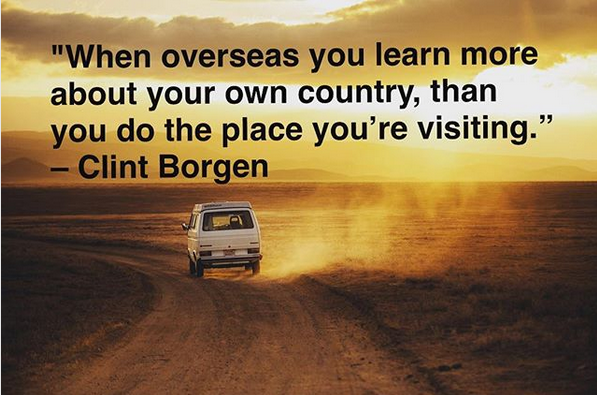 "When overseas you learn more
about your own country, than
you do the place you’re visiting.”
– Clint Borgen